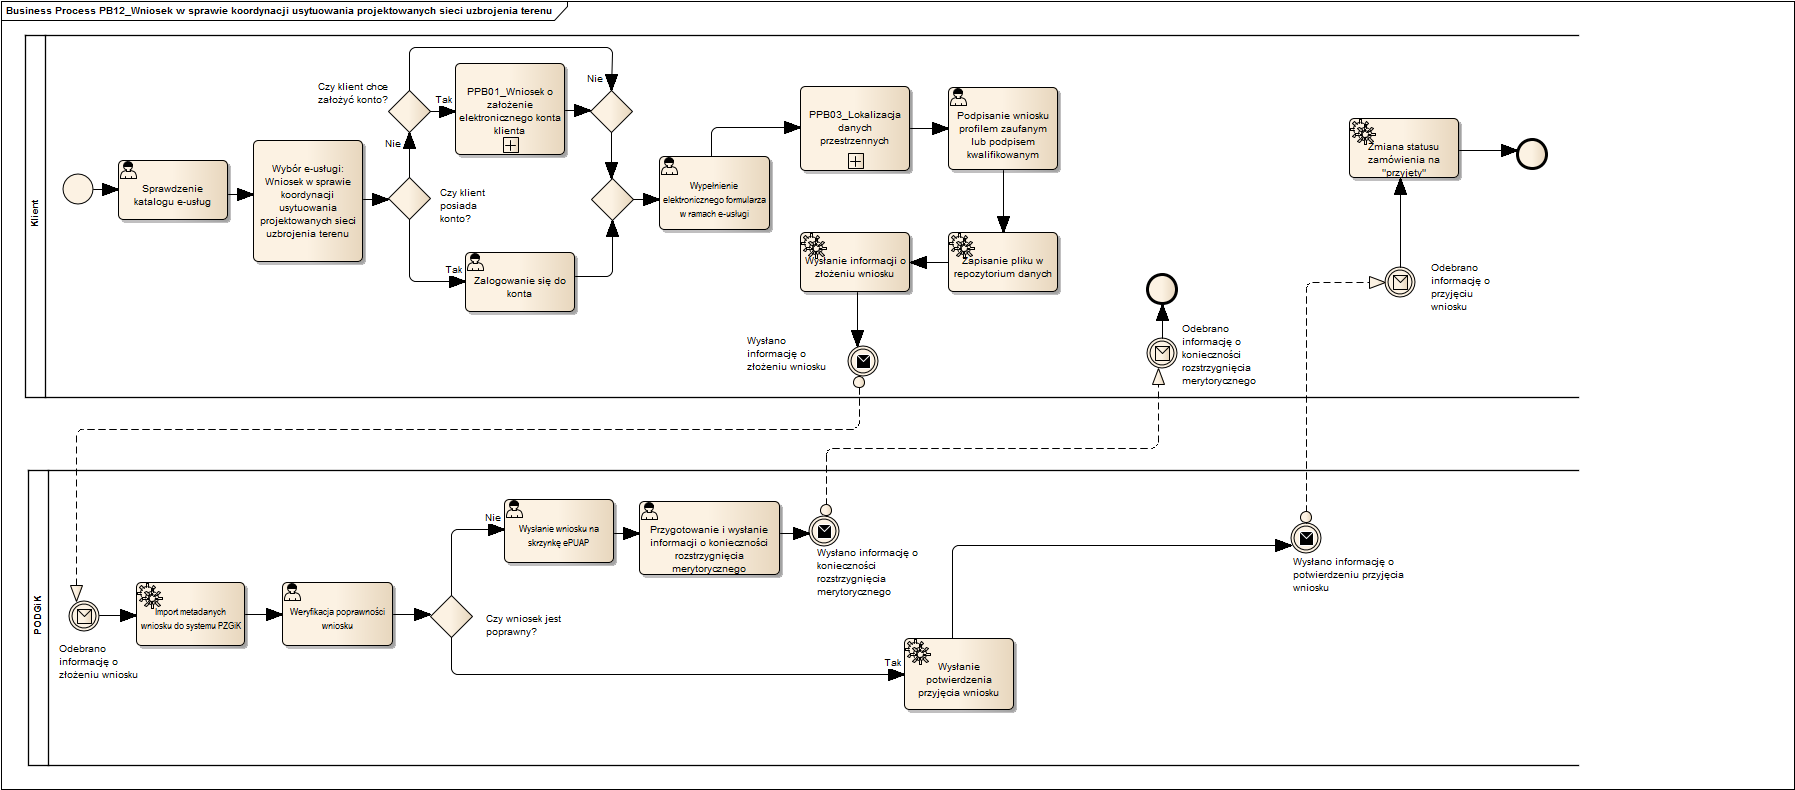 Business Process PB12_Wniosek w sprawie koordynacji usytuowania projektowanych sieci uzbrojenia terenu
Klient
Sprawdzenie
katalogu e-usług
Wybór e-usługi:
Wniosek w sprawie
koordynacji
usytuowania
projektowanych sieci
uzbrojenia terenu
Czy klient chce
założyć konto?
Tak
Nie
Czy klient
posiada
konto?
Tak
PPB01_Wniosek o
założenie
elektronicznego konta
klienta
Nie
Zalogowanie się do
konta
Wypełnienie
elektronicznego formularza
w ramach e-usługi
PPB03_Lokalizacja
danych
przestrzennych
Podpisanie wniosku
profilem zaufanym
lub podpisem
kwalifikowanym
Wysłanie informacji o
złożeniu wniosku
Zapisanie pliku w
repozytorium danych
Wysłano
informację o
złożeniu wniosku
Odebrano
informację o
konieczności
rozstrzygnięcia
merytorycznego
Zmiana statusu
zamówienia na
"przyjęty"
Odebrano
informację o
przyjęciu
wniosku
PODGiK
Odebrano
informację o
złożeniu wniosku
Import metadanych
wniosku do systemu PZGiK
Weryfikacja poprawności
wniosku
Czy wniosek jest
poprawny?
Nie
Wysłanie wniosku na
skrzynkę ePUAP
Przygotowanie i wysłanie
informacji o konieczności
rozstrzygnięcia
merytorycznego
Wysłano informację o
konieczności
rozstrzygnięcia
merytorycznego
Tak
Wysłanie
potwierdzenia
przyjęcia wniosku
Wysłano informację o
potwierdzeniu przyjęcia
wniosku